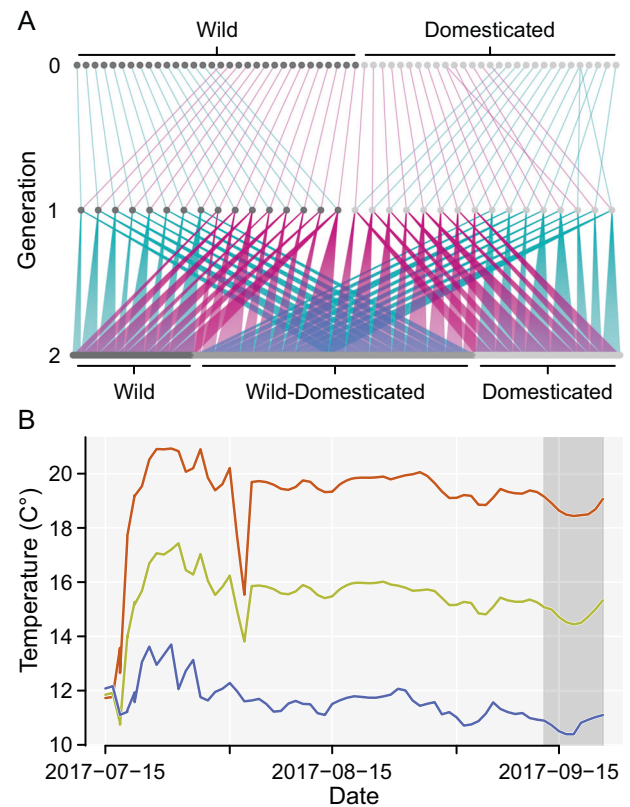 A
Wild Domesticated
0
Generation
1
2
Wild Wild-Domesticated Domesticated
B
Temperature (C°)
20
18
16
14
12
10
2017−07−15 2017−08−15 2017−09−15
Date